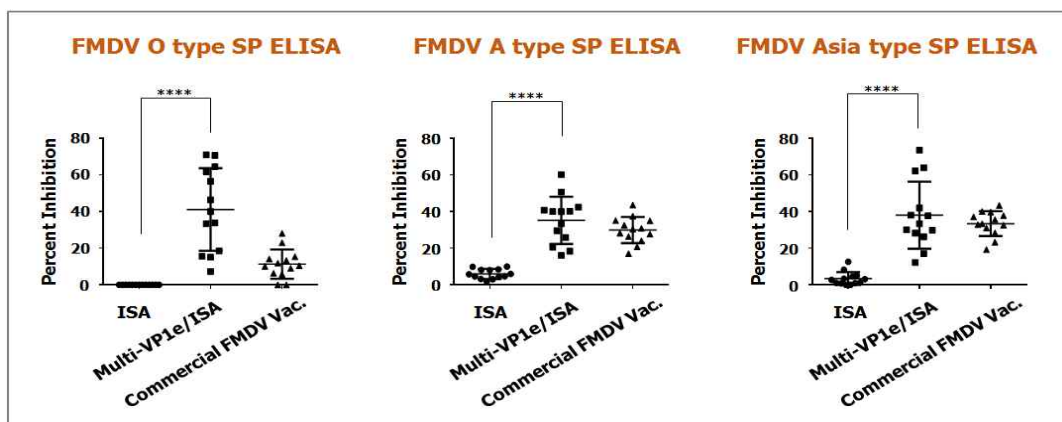 FMDV O type SP ELISA
****
Percent Inhibition
80
60
40
20
0
ISA
Multi-VP1e/ISA
Commercial FMDV Vac.
FMDV A type SP ELISA
****
Percent Inhibition
80
60
40
20
0
ISA
Multi-VP1e/ISA
Commercial FMDV Vac.
FMDV Asia type SP ELISA
****
Percent Inhibition
80
60
40
20
0
ISA
Multi-VP1e/ISA
Commercial FMDV Vac.